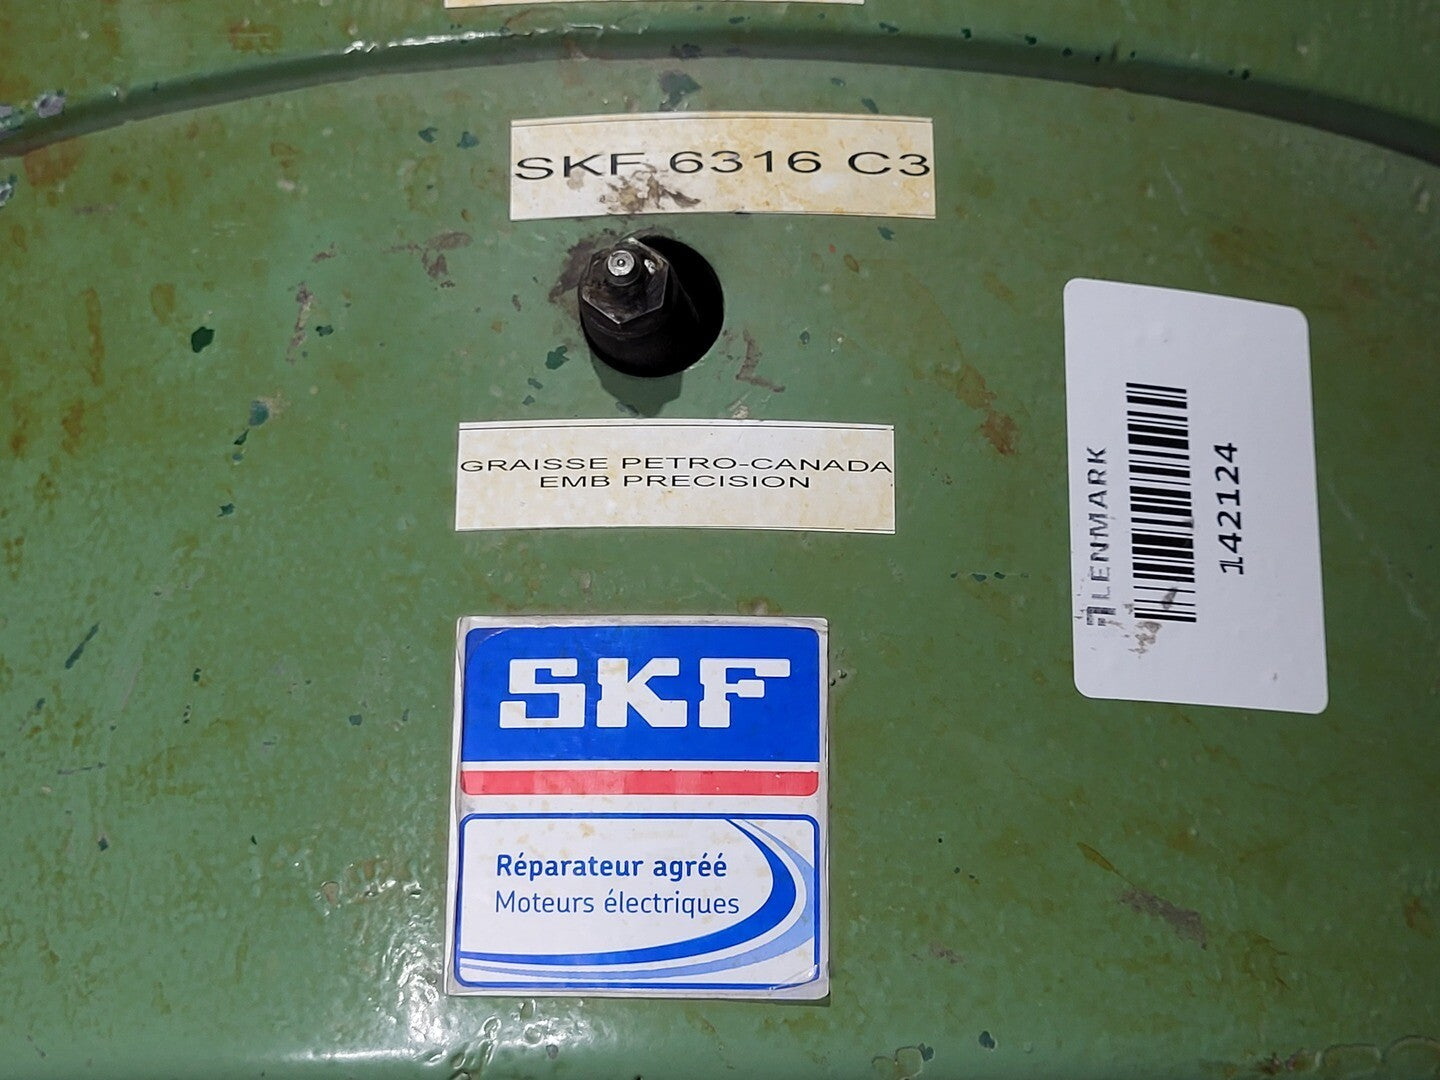 SKF 6316 C3
GRAISSE PETRO-CANADA
EMB PRECISION
LENMARK
142124
SKF
Réparateur agréé
Moteurs électriques